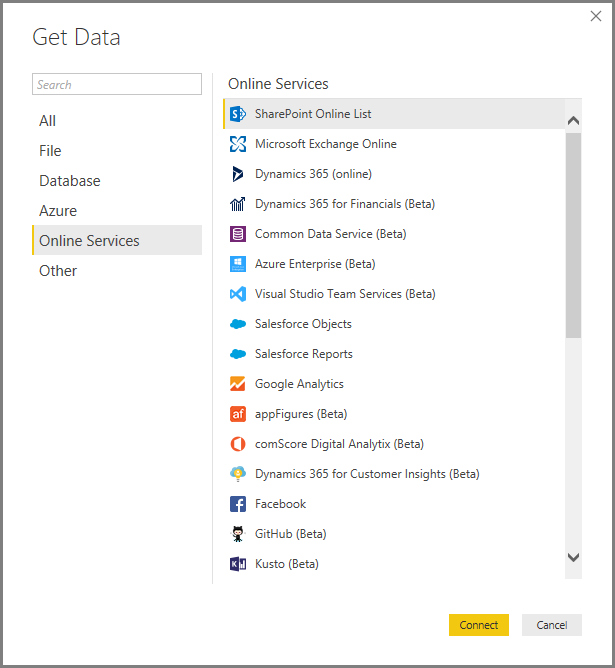 Get Data
Search
All
File
Database
Azure
Online Services
Other
Online Services
SharePoint Online List
Microsoft Exchange Online
Dynamics 365 (online)
Dynamics 365 for Financials (Beta)
Common Data Service (Beta)
Azure Enterprise (Beta)
Visual Studio Team Services (Beta)
Salesforce Objects
Salesforce Reports
Google Analytics
af
appFigures (Beta)
comScore Digital Analytix (Beta)
Dynamics 365 for Customer Insights (Beta)
Facebook
GitHub (Beta)
Kusto (Beta)
Connect
Cancel